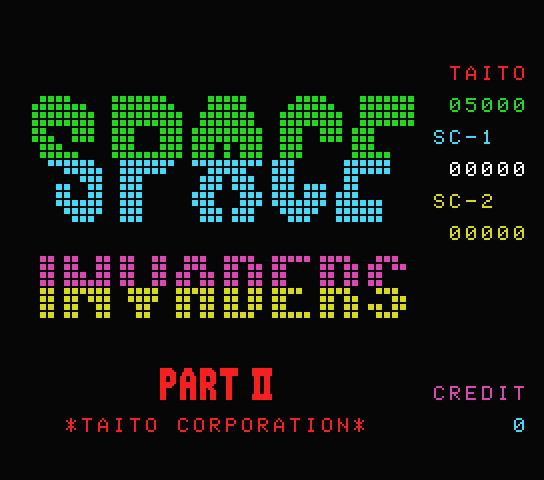 TAITO
05000
SC-1
00000
SC-2
00000
SPACE
INVADERS
PART II
*TAITO CORPORATION*
CREDIT
0